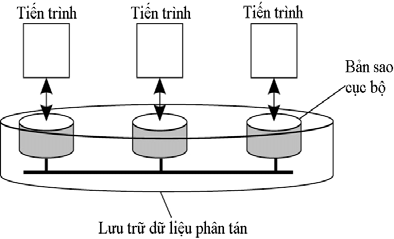 Tiến trình Tiến trình Tiến trình
Bản sao
cục bộ
Lưu trữ dữ liệu phân tán